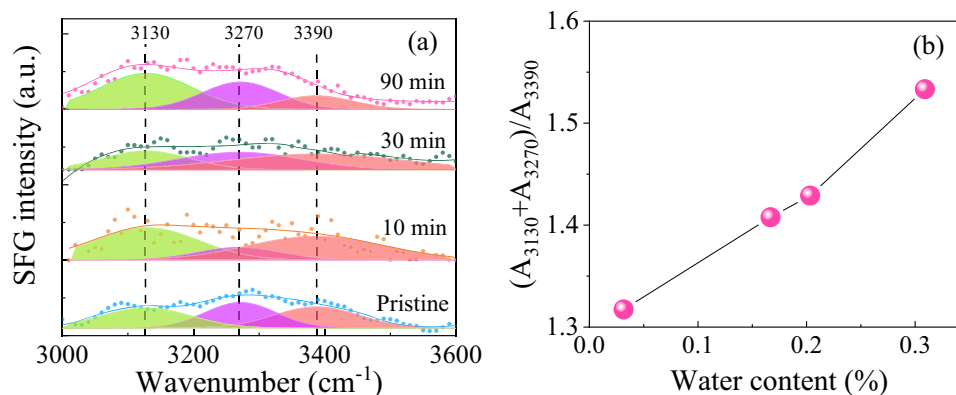 3130 3270 3390
(a)
90 min
30 min
10 min
Pristine
SFG intensity (a.u.)
3000 3200 3400 3600
Wavenumber (cm⁻¹)
(b)
1.6
1.5
1.4
1.3
(A₃₁₃₀+A₃₂₇₀)/A₃₃₉₀
0.0 0.1 0.2 0.3
Water content (%)